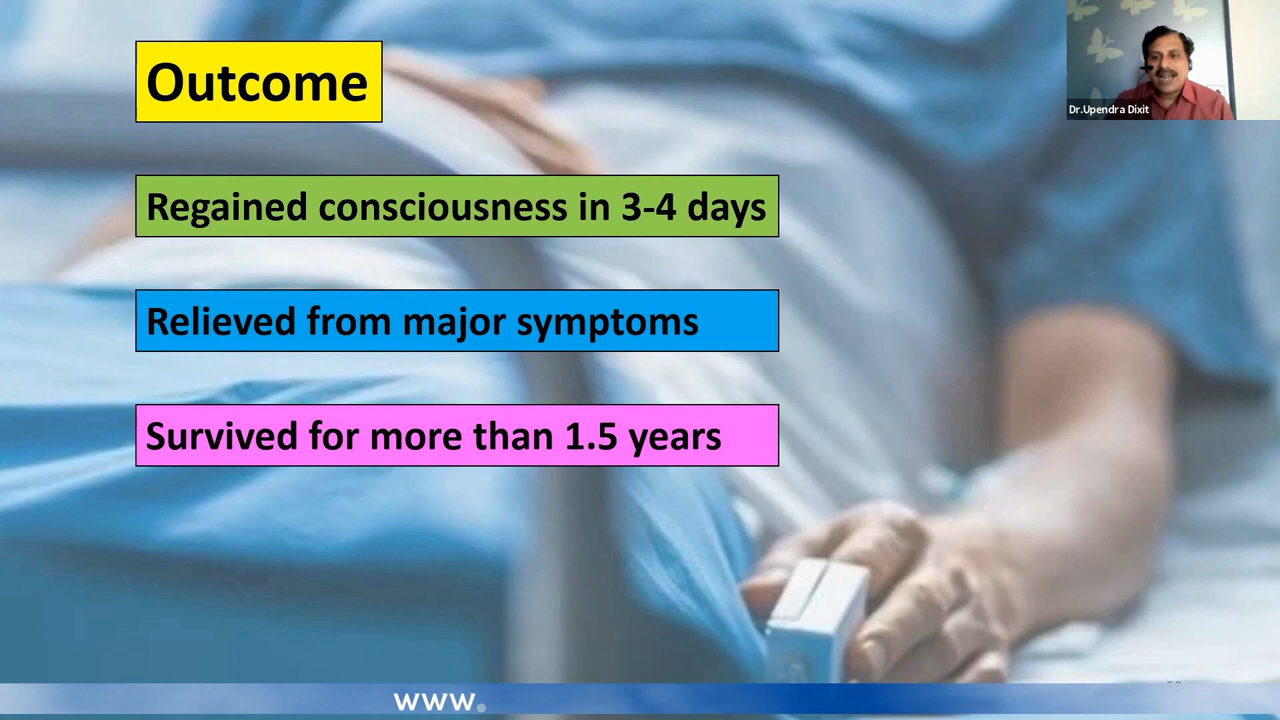 Outcome
Dr.Upendra Dixit
Regained consciousness in 3-4 days
Relieved from major symptoms
Survived for more than 1.5 years
www.